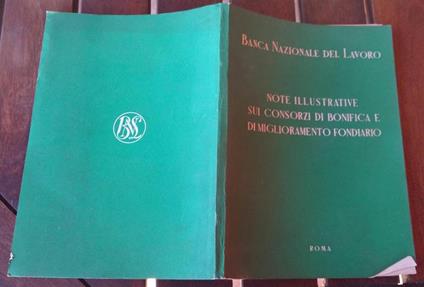 BANCA NAZIONALE DEL LAVORO
NOTE ILLUSTRATIVE
SUI CONSORZI DI BONIFICA E
DI MIGLIORAMENTO FONDIARIO
ROMA